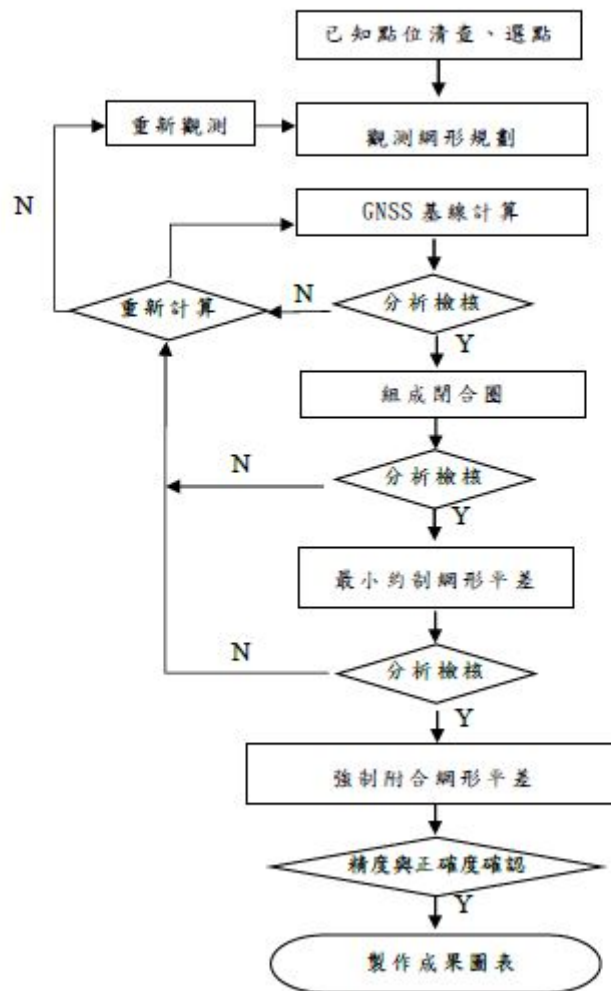 已知點位清查、選點
重新觀測
觀測網形規劃
N
GNSS 基線計算
重新計算
N
分析檢核
Y
組成閉合圈
N
分析檢核
Y
最小約制網形平差
N
分析檢核
Y
強制附合網形平差
精度與正確度確認
Y
製作成果圖表